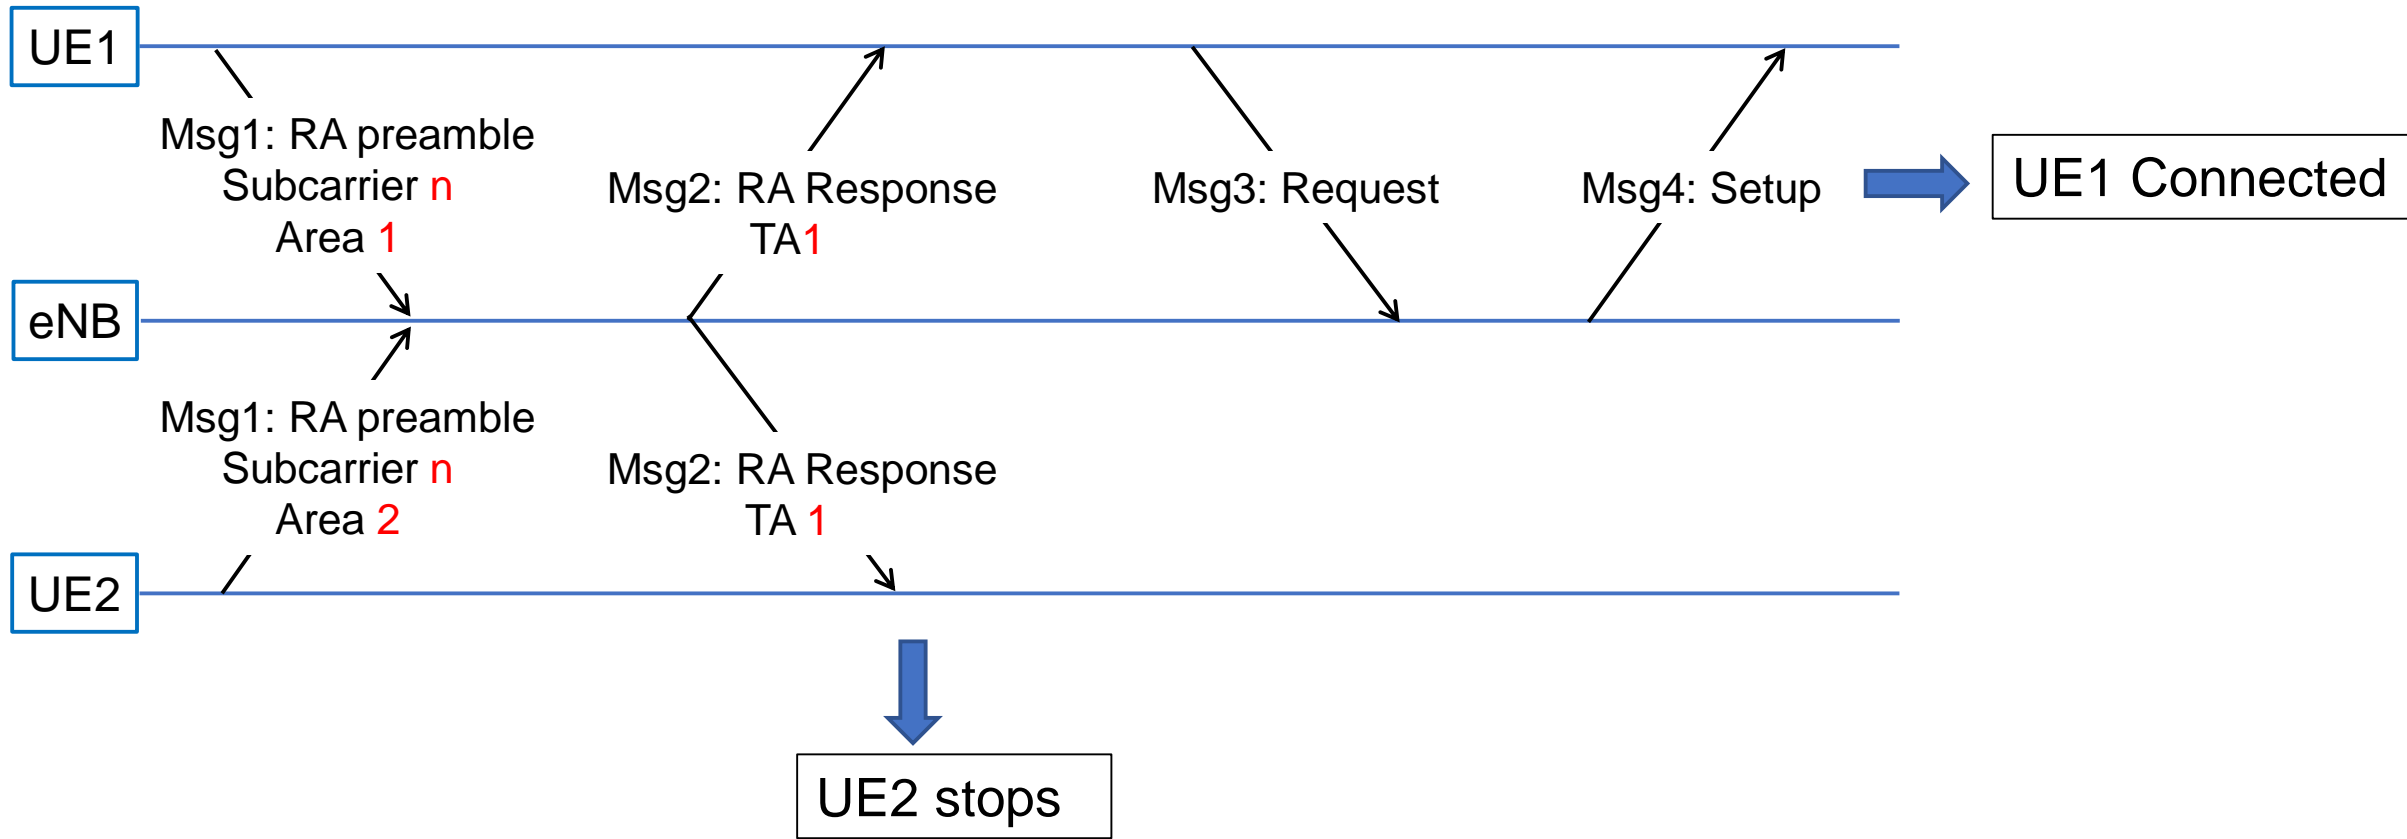 UE1
Msg1: RA preamble
Subcarrier n
Area 1
Msg2: RA Response
TA1
Msg3: Request
Msg4: Setup
UE1 Connected
eNB
Msg1: RA preamble
Subcarrier n
Area 2
Msg2: RA Response
TA 1
UE2
UE2 stops